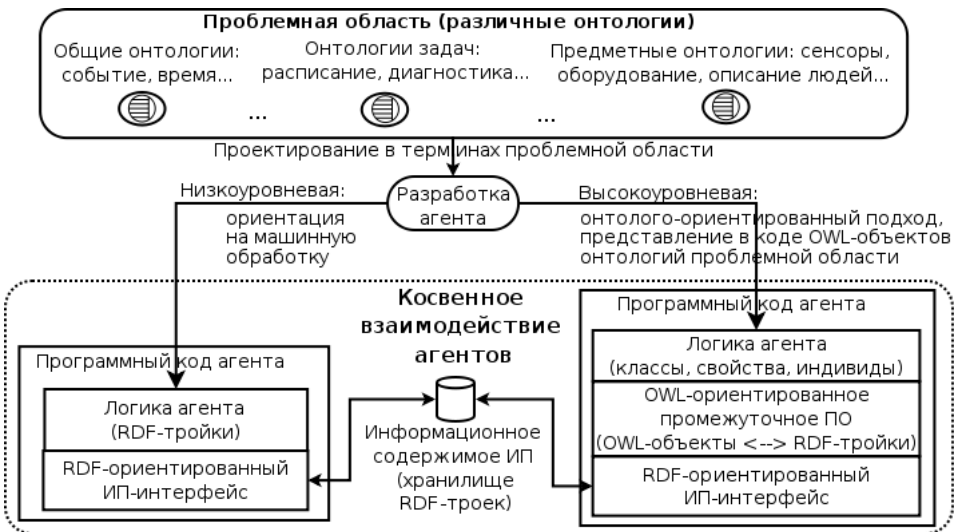 Проблемная область (различные онтологии)
Общие онтологии:
событие, время...
Онтологии задач:
расписание, диагностика...
Предметные онтологии: сенсоры,
оборудование, описание людей...
...
...
Проектирование в терминах проблемной области
Разработка
агента
Низкоуровневая:
ориентация
на машинную
обработку
Высокоуровневая:
онтолого-ориентированный подход,
представление в коде OWL-объектов
онтологий проблемной области
Косвенное
взаимодействие
агентов
Программный код агента
Логика агента
(RDF-тройки)
RDF-ориентированный
ИП-интерфейс
Информационное
содержимое ИП
(хранилище
RDF-троек)
Программный код агента
Логика агента
(классы, свойства, индивиды)
OWL-ориентированное
промежуточное ПО
(OWL-объекты <--> RDF-тройки)
RDF-ориентированный
ИП-интерфейс